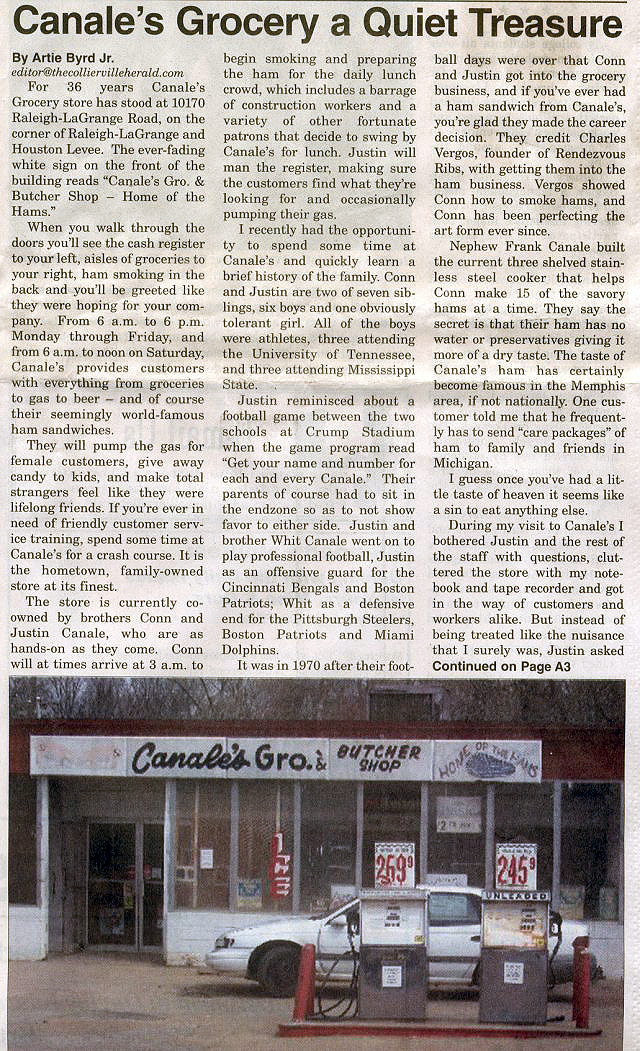 Canale's Grocery a Quiet Treasure
By Artie Byrd Jr.
editor@thecolliervilleherald.com
For 36 years Canale's
Grocery store has stood at 10170
Raleigh-LaGrange Road, on the
corner of Raleigh-LaGrange and
Houston Levee. The ever-fading
white sign on the front of the
building reads "Canale's Gro. &
Butcher Shop – Home of the
Hams."
When you walk through the
doors you'll see the cash register
to your left, aisles of groceries to
your right, ham smoking in the
back and you'll be greeted like
they were hoping for your com-
pany. From 6 a.m. to 6 p.m.
Monday through Friday, and
from 6 a.m. to noon on Saturday,
Canale's provides customers
with everything from groceries
to gas to beer – and of course
their seemingly world-famous
ham sandwiches.
They will pump the gas for
female customers, give away
candy to kids, and make total
strangers feel like they were
lifelong friends. If you're ever in
need of friendly customer serv-
ice training, spend some time at
Canale's for a crash course. It is
the hometown, family-owned
store at its finest.
The store is currently co-
owned by brothers Conn and
Justin Canale, who are as
hands-on as they come. Conn
will at times arrive at 3 a.m. to
begin smoking and preparing
the ham for the daily lunch
crowd, which includes a barrage
of construction workers and a
variety of other fortunate
patrons that decide to swing by
Canale's for lunch. Justin will
man the register, making sure
the customers find what they're
looking for and occasionally
pumping their gas.
I recently had the opportuni-
ty to spend some time at
Canale's and quickly learn a
brief history of the family. Conn
and Justin are two of seven sib-
lings, six boys and one obviously
tolerant girl. All of the boys
were athletes, three attending
the University of Tennessee,
and three attending Mississippi
State.
Justin reminisced about a
football game between the two
schools at Crump Stadium
when the game program read
"Get your name and number for
each and every Canale." Their
parents of course had to sit in
the endzone so as to not show
favor to either side. Justin and
brother Whit Canale went on to
play professional football, Justin
as an offensive guard for the
Cincinnati Bengals and Boston
Patriots; Whit as a defensive
end for the Pittsburgh Steelers,
Boston Patriots and Miami
Dolphins.
It was in 1970 after their foot-
ball days were over that Conn
and Justin got into the grocery
business, and if you've ever had
a ham sandwich from Canale's,
you're glad they made the career
decision. They credit Charles
Vergos, founder of Rendezvous
Ribs, with getting them into the
ham business. Vergos showed
Conn how to smoke hams, and
Conn has been perfecting the
art form ever since.
Nephew Frank Canale built
the current three shelved stain-
less steel cooker that helps
Conn make 15 of the savory
hams at a time. They say the
secret is that their ham has no
water or preservatives giving it
more of a dry taste. The taste of
Canale's ham has certainly
become famous in the Memphis
area, if not nationally. One cus-
tomer told me that he frequent-
ly has to send "care packages" of
ham to family and friends in
Michigan.
I guess once you've had a lit-
tle taste of heaven it seems like
a sin to eat anything else.
During my visit to Canale's I
bothered Justin and the rest of
the staff with questions, clut-
tered the store with my note-
book and tape recorder and got
in the way of customers and
workers alike. But instead of
being treated like the nuisance
that I surely was, Justin asked
Continued on Page A3
Canale's Gro. & BUTCHER SHOP
HOME OF THE HAMS
ICE
2 69 9
2 45 9
UNLEADED